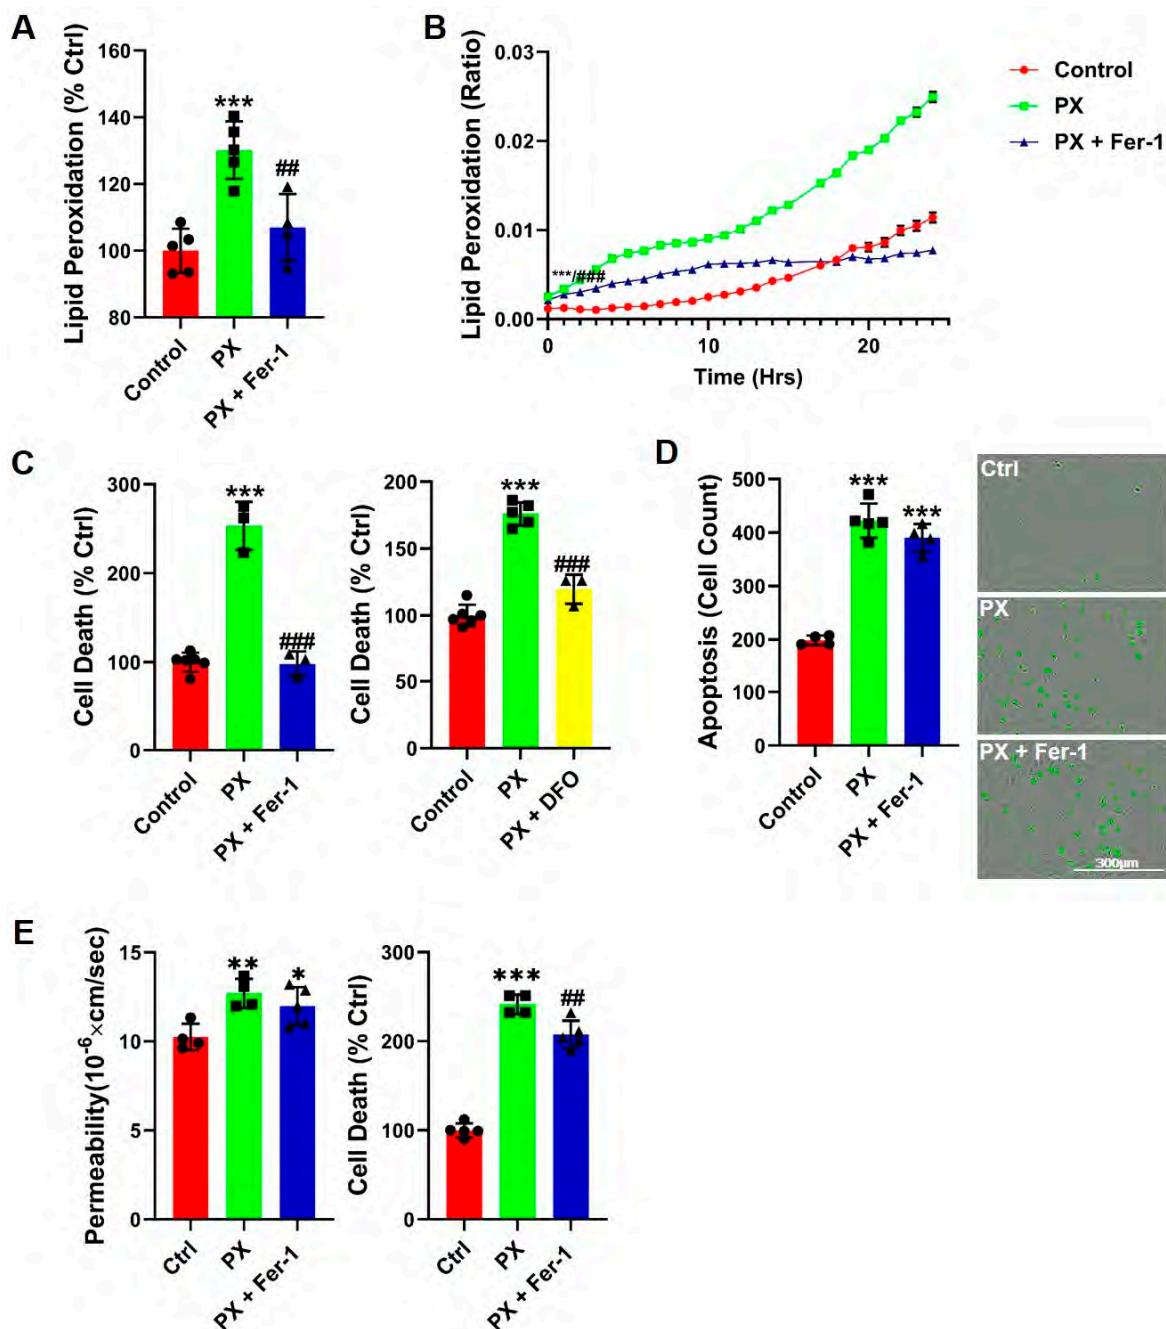 A
Lipid Peroxidation (% Ctrl)
160
140
120
100
80
***
##
Control
PX
PX + Fer-1
B
Lipid Peroxidation (Ratio)
0.03
0.02
0.01
0.00
***/###
0
10
20
Time (Hrs)
Control
PX
PX + Fer-1
C
Cell Death (% Ctrl)
300
200
100
0
***
###
Control
PX
PX + Fer-1
Cell Death (% Ctrl)
200
150
100
50
0
***
###
Control
PX
PX + DFO
D
Apoptosis (Cell Count)
500
400
300
200
100
0
***
***
Control
PX
PX + Fer-1
Ctrl
PX
PX + Fer-1
300µm
E
Permeability(10⁻⁶×cm/sec)
15
10
5
0
**
*
Ctrl
PX
PX + Fer-1
Cell Death (% Ctrl)
300
200
100
0
***
##
Ctrl
PX
PX + Fer-1